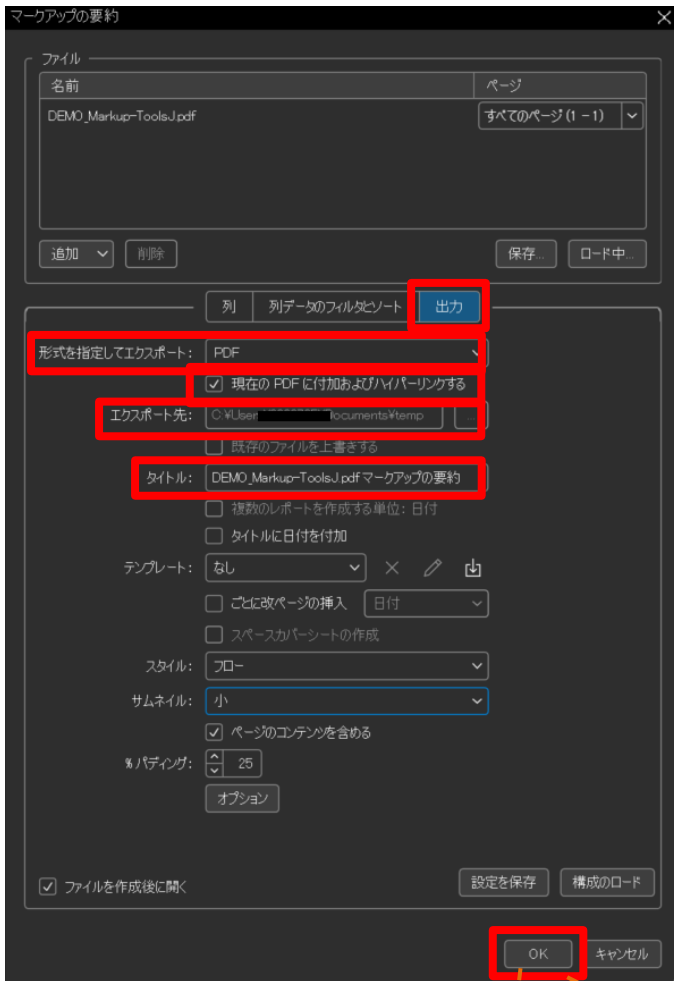 マークアップの要約
ファイル
名前 ページ
DEMO_Markup-ToolsJ.pdf すべてのページ (1 - 1)
追加 削除 保存... ロード中...
列 列データのフィルタとソート 出力
形式を指定してエクスポート: PDF
現在の PDF に付加およびハイパーリンクする
エクスポート先: C:¥User ocuments¥temp ...
既存のファイルを上書きする
タイトル: DEMO_Markup-ToolsJ.pdf マークアップの要約
複数のレポートを作成する単位: 日付
タイトルに日付を付加
テンプレート: なし
ごとに改ページの挿入 日付
スペースカバーシートの作成
スタイル: フロー
サムネイル: 小
ページのコンテンツを含める
% パディング: 25
オプション
ファイルを作成後に開く 設定を保存 構成のロード
OK キャンセル